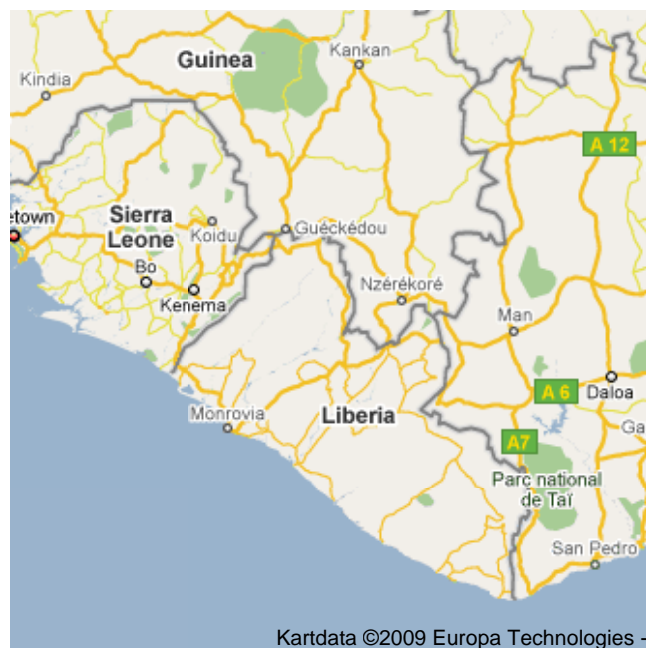 Kankan
Guinea
Kindia
A 12
etown
Sierra
Leone
Koidu
Guéckédou
Bo
Kenema
Nzérékoré
Man
A 6
Daloa
Monrovia
Liberia
A7
Ga
Parc national
de Taï
San Pedro
Kartdata ©2009 Europa Technologies -